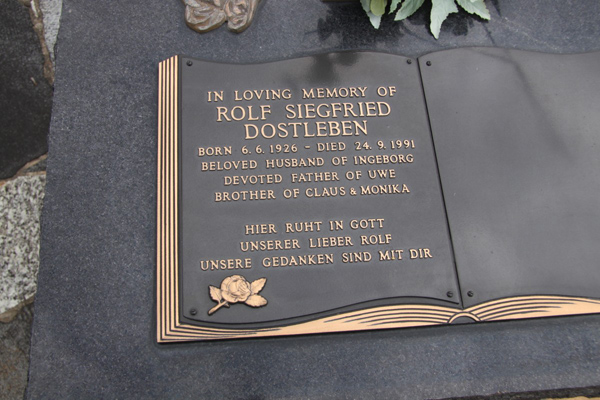 IN LOVING MEMORY OF
ROLF SIEGFRIED
DOSTLEBEN
BORN 6.6.1926 - DIED 24.9.1991
BELOVED HUSBAND OF INGEBORG
DEVOTED FATHER OF UWE
BROTHER OF CLAUS & MONIKA
HIER RUHT IN GOTT
UNSERER LIEBER ROLF
UNSERE GEDANKEN SIND MIT DIR